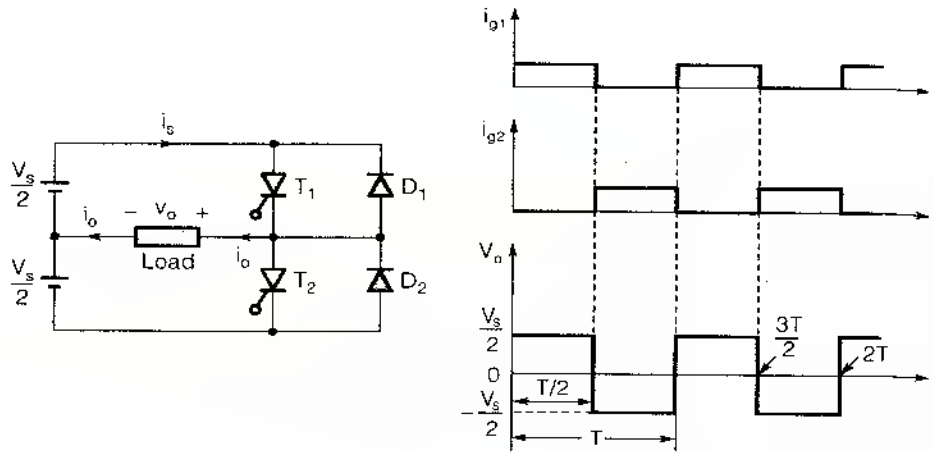 i_s
V_s/2
T_1
D_1
i_o
− v_o +
i_o
Load
V_s/2
T_2
D_2
i_g1
i_g2
V_o
V_s/2
3T/2
2T
0
T/2
−V_s/2
T